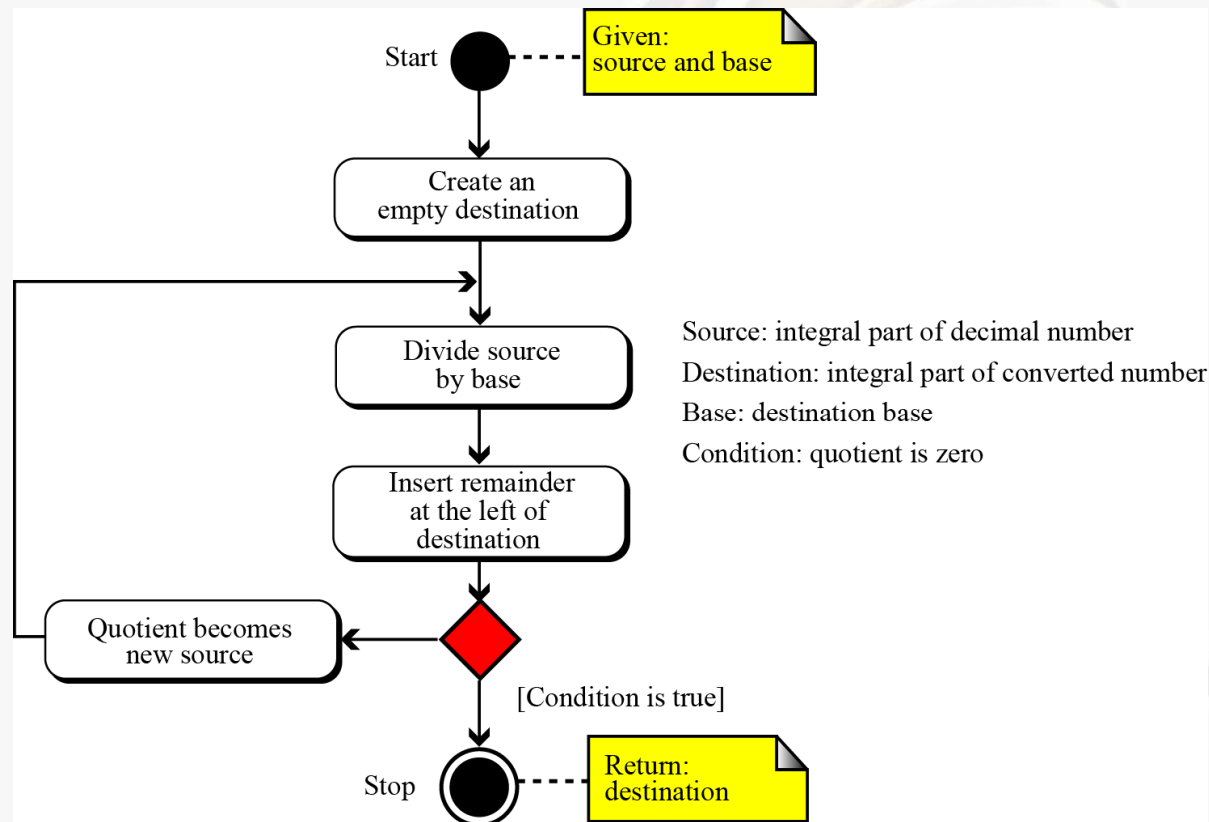 Start
Given:
source and base
Create an
empty destination
Divide source
by base
Source: integral part of decimal number
Destination: integral part of converted number
Base: destination base
Condition: quotient is zero
Insert remainder
at the left of
destination
Quotient becomes
new source
[Condition is true]
Stop
Return:
destination